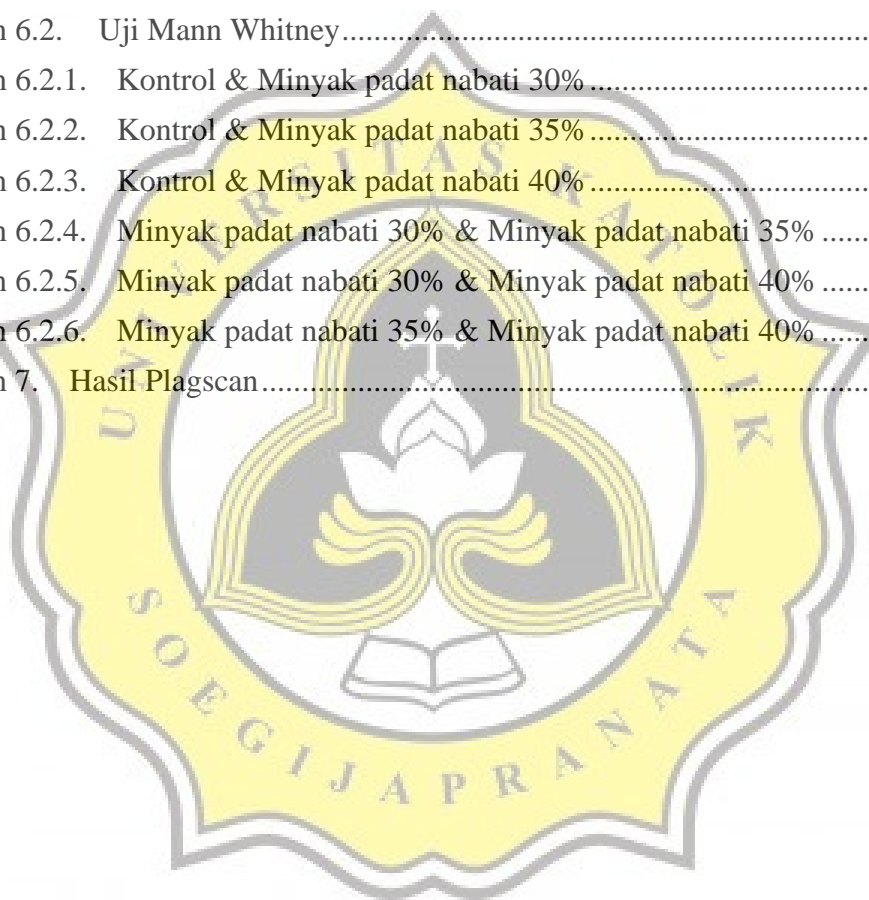 n 6.2. Uji Mann Whitney............................................................
n 6.2.1. Kontrol & Minyak padat nabati 30%...................................
n 6.2.2. Kontrol & Minyak padat nabati 35%...................................
n 6.2.3. Kontrol & Minyak padat nabati 40%...................................
n 6.2.4. Minyak padat nabati 30% & Minyak padat nabati 35% ......
n 6.2.5. Minyak padat nabati 30% & Minyak padat nabati 40% ......
n 6.2.6. Minyak padat nabati 35% & Minyak padat nabati 40% ......
n 7. Hasil Plagscan............................................................................
UNIVERSITAS KATOLIK
SOEGIJAPRANATA